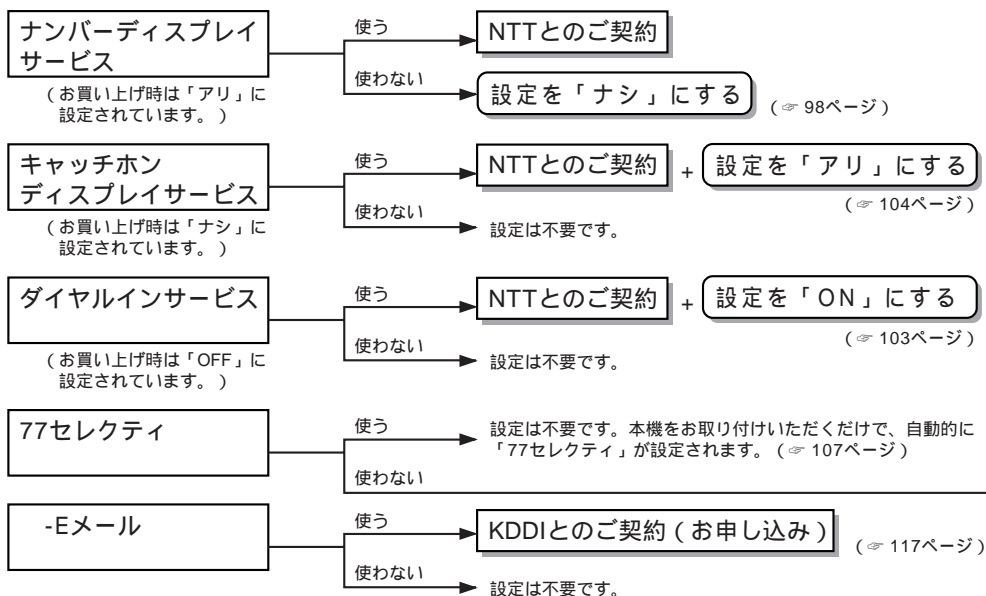 ナンバーディスプレイ
サービス
（お買い上げ時は「アリ」に
設定されています。）
使う
NTTとのご契約
使わない
設定を「ナシ」にする
（☞ 98ページ）
キャッチホン
ディスプレイサービス
（お買い上げ時は「ナシ」に
設定されています。）
使う
NTTとのご契約 + 設定を「アリ」にする
（☞ 104ページ）
使わない
設定は不要です。
ダイヤルインサービス
（お買い上げ時は「OFF」に
設定されています。）
使う
NTTとのご契約 + 設定を「ON」にする
（☞ 103ページ）
使わない
設定は不要です。
77セレクティ
使う
設定は不要です。本機をお取り付けいただくだけで、自動的に
「77セレクティ」が設定されます。（☞ 107ページ）
使わない
-Eメール
使う
KDDIとのご契約（お申し込み）
（☞ 117ページ）
使わない
設定は不要です。